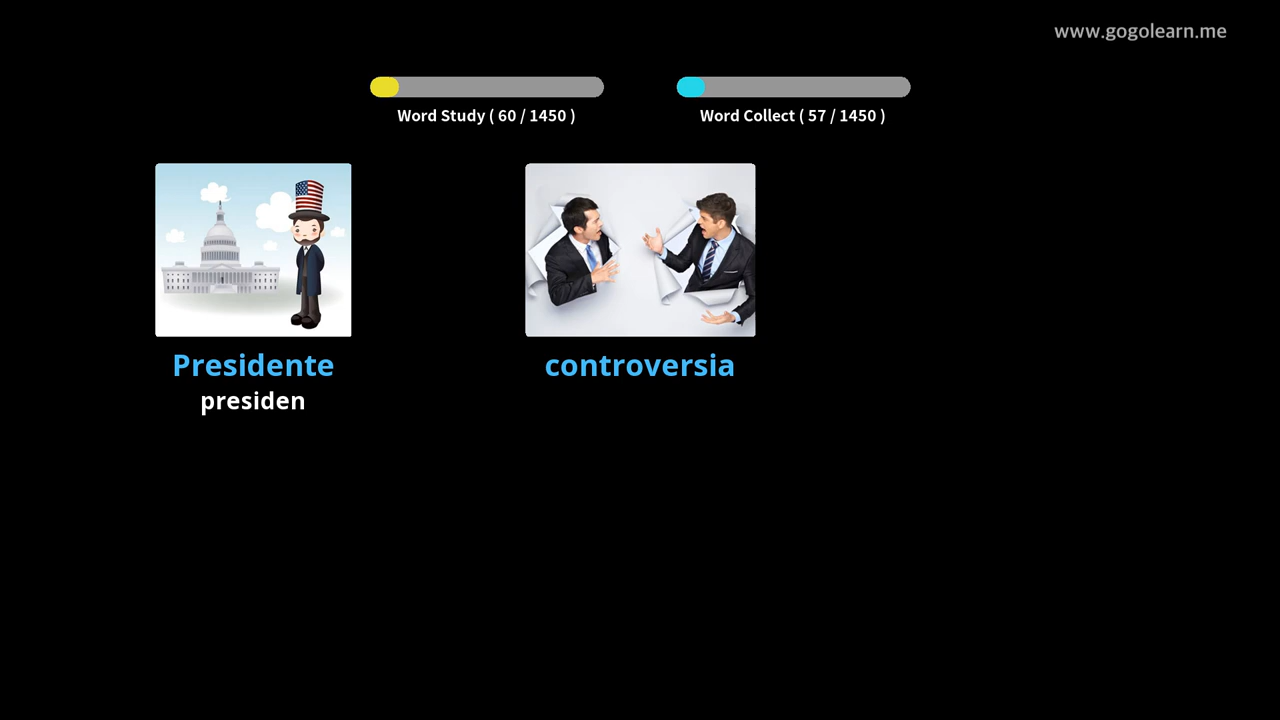 www.gogolearn.me
Word Study ( 60 / 1450 )
Word Collect ( 57 / 1450 )
Presidente
presiden
controversia